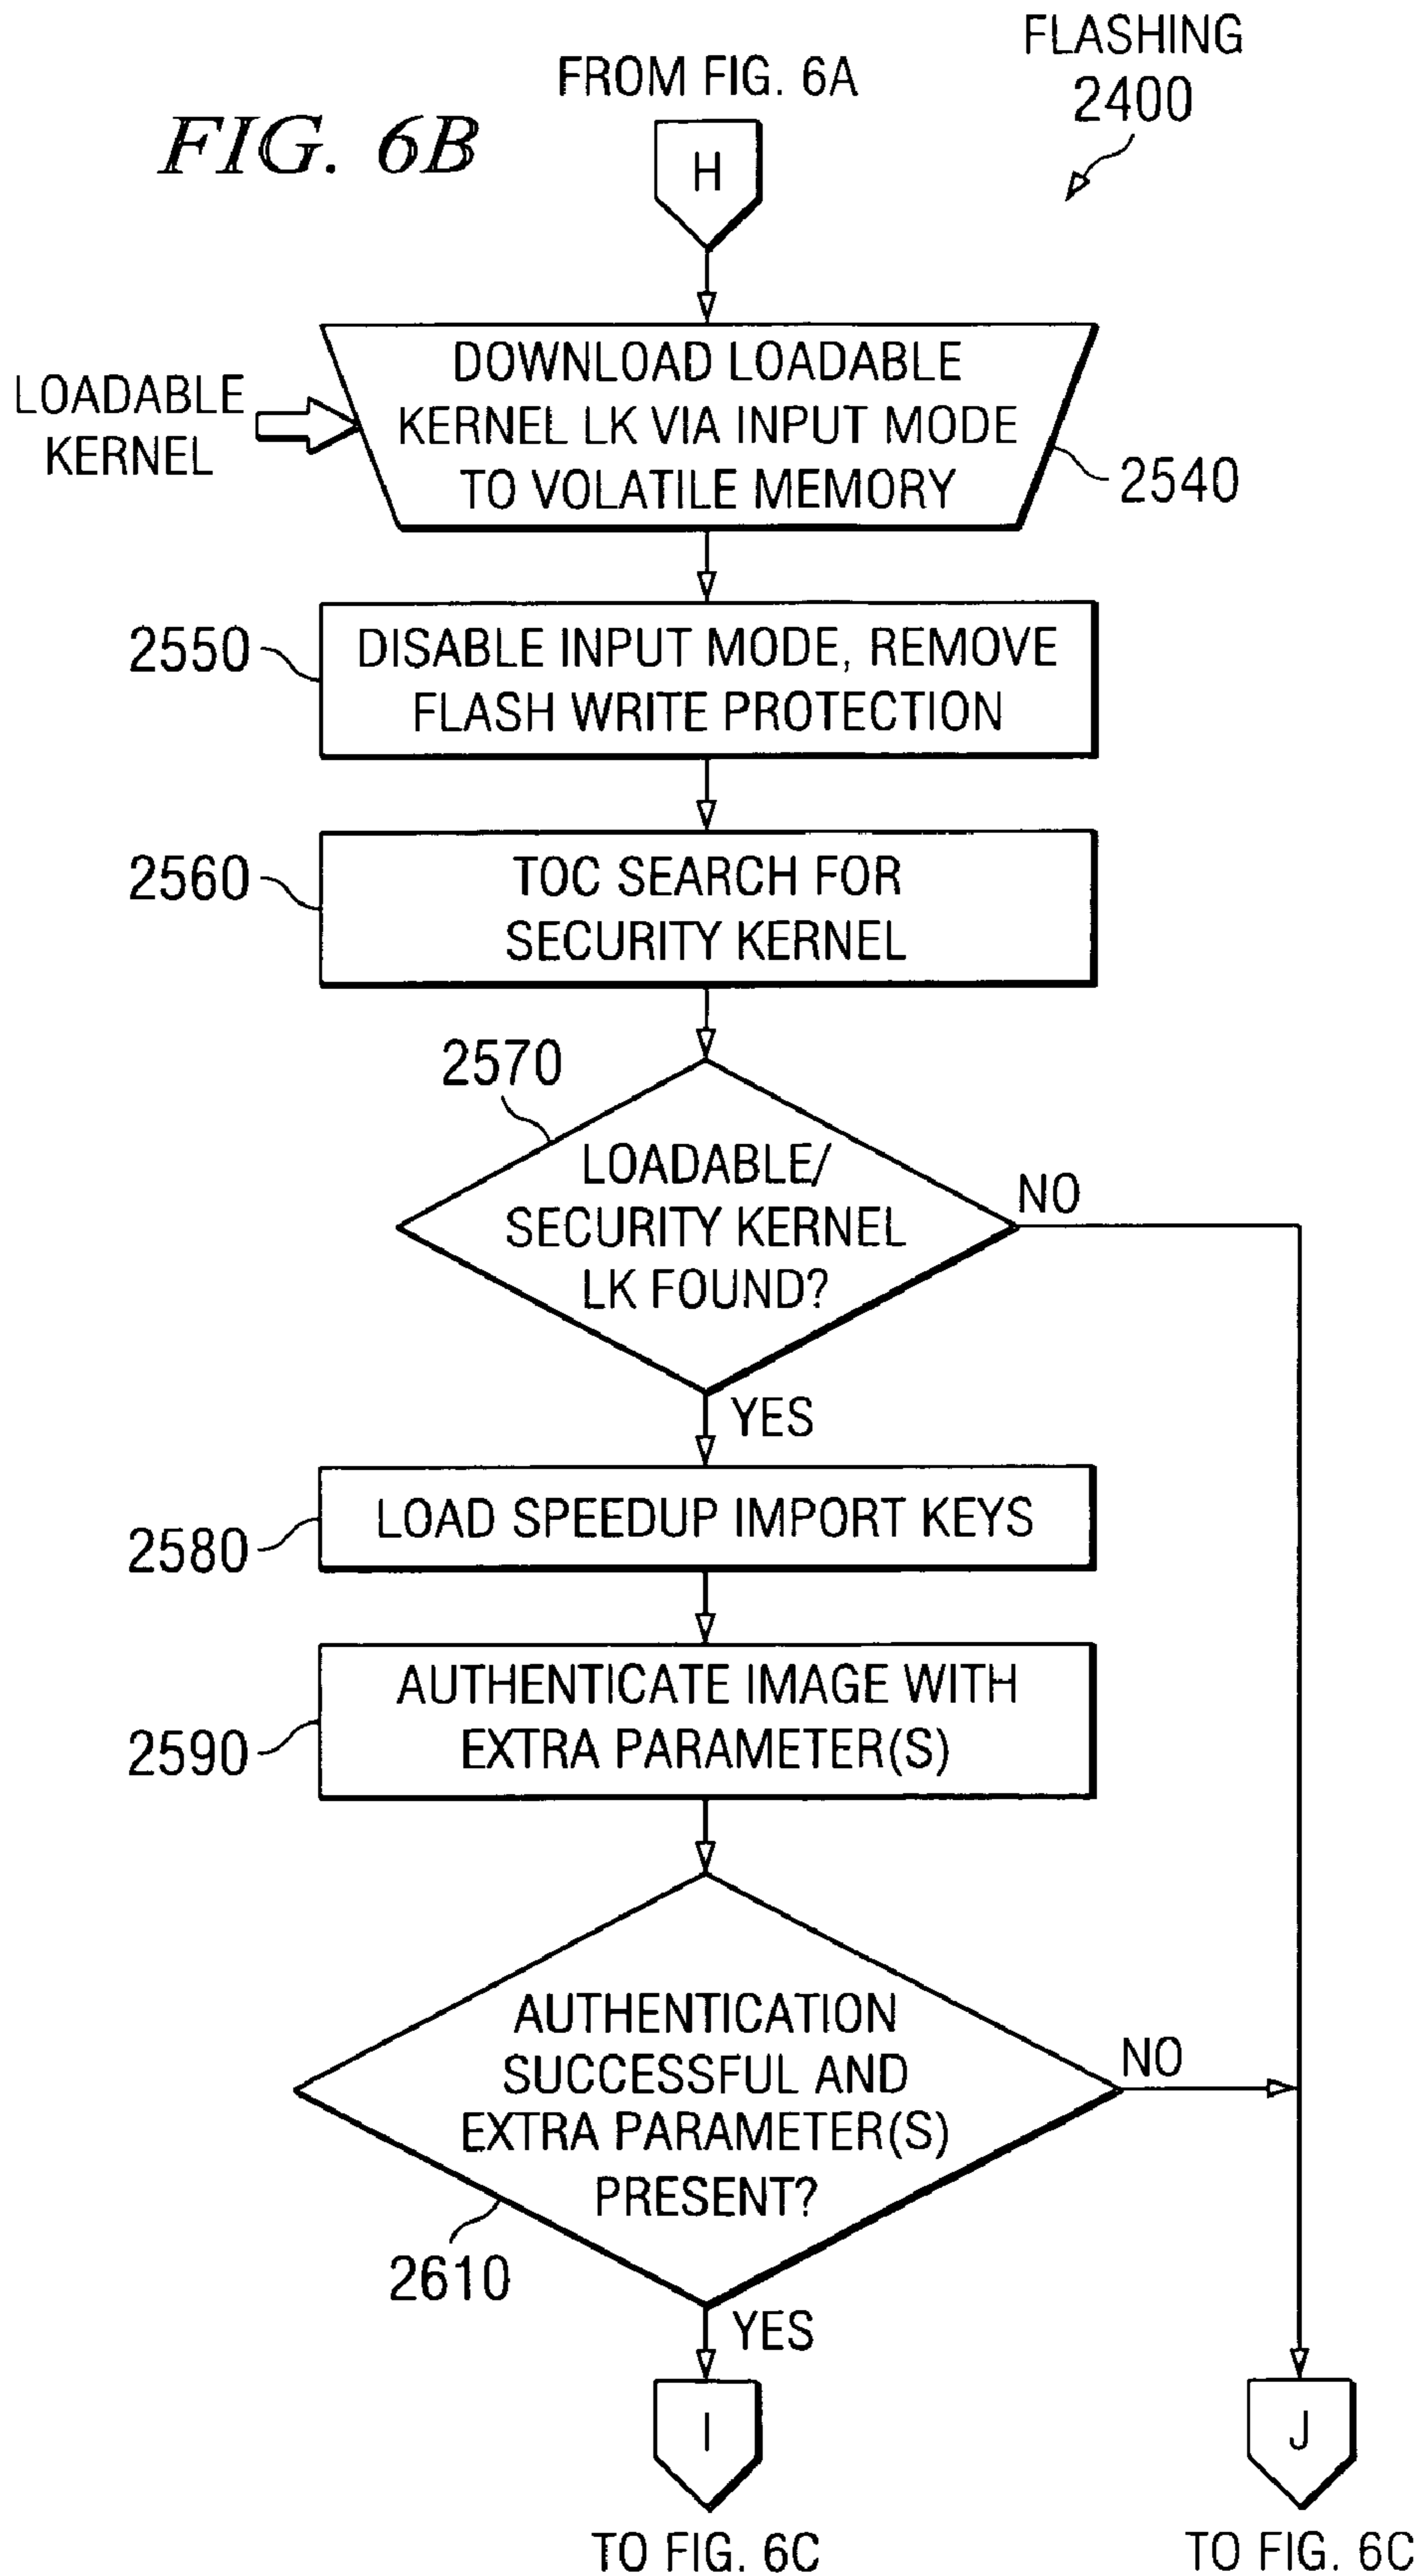 FLASHING
2400
FROM FIG. 6A
FIG. 6B
H
LOADABLE
KERNEL
DOWNLOAD LOADABLE
KERNEL LK VIA INPUT MODE
TO VOLATILE MEMORY
2540
2550
DISABLE INPUT MODE, REMOVE
FLASH WRITE PROTECTION
2560
TOC SEARCH FOR
SECURITY KERNEL
2570
LOADABLE/
SECURITY KERNEL
LK FOUND?
NO
YES
2580
LOAD SPEEDUP IMPORT KEYS
2590
AUTHENTICATE IMAGE WITH
EXTRA PARAMETER(S)
AUTHENTICATION
SUCCESSFUL AND
EXTRA PARAMETER(S)
PRESENT?
NO
2610
YES
I
J
TO FIG. 6C
TO FIG. 6C